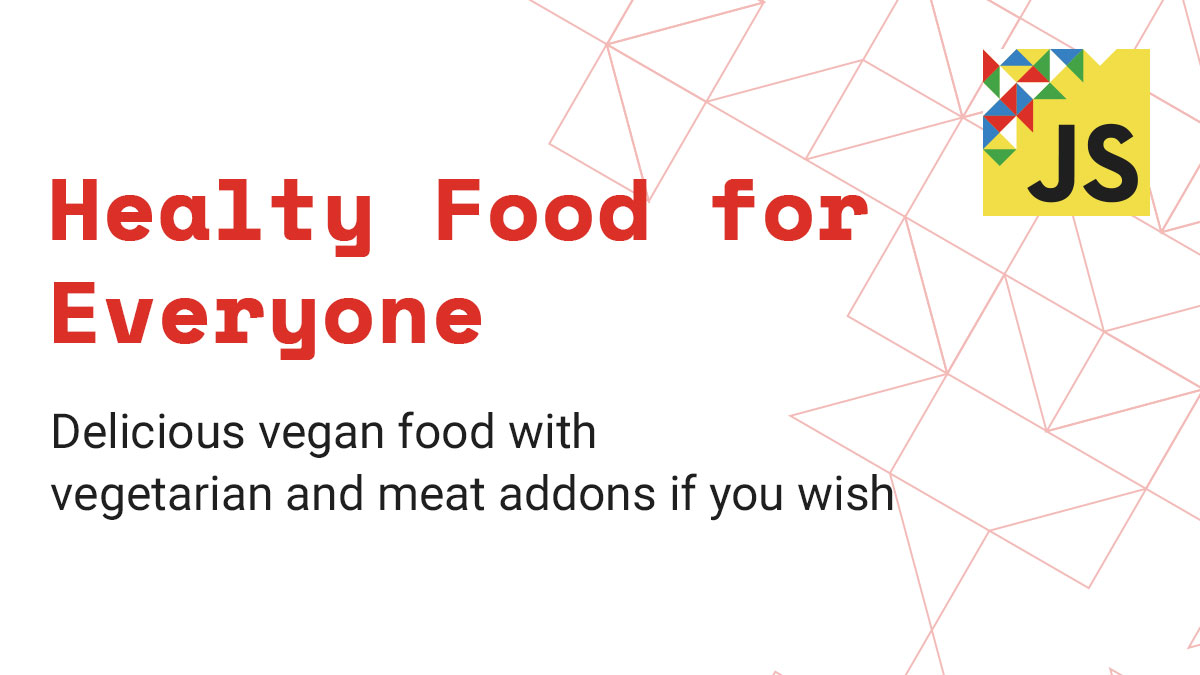 JS
Healty Food for
Everyone
Delicious vegan food with
vegetarian and meat addons if you wish